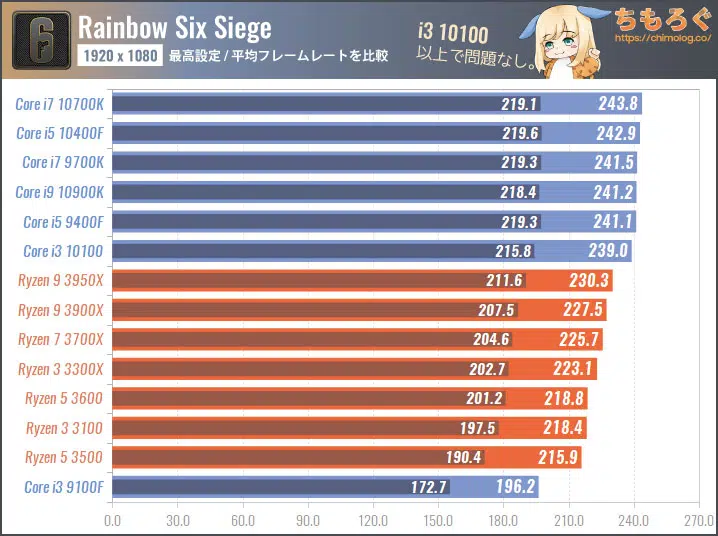 6
Rainbow Six Siege
1920 x 1080 最高設定 / 平均フレームレートを比較
i3 10100
以上で問題なし。
ちもろぐ
https://chimolog.co/
Core i7 10700K 219.1 243.8
Core i5 10400F 219.6 242.9
Core i7 9700K 219.3 241.5
Core i9 10900K 218.4 241.2
Core i5 9400F 219.3 241.1
Core i3 10100 215.8 239.0
Ryzen 9 3950X 211.6 230.3
Ryzen 9 3900X 207.5 227.5
Ryzen 7 3700X 204.6 225.7
Ryzen 3 3300X 202.7 223.1
Ryzen 5 3600 201.2 218.8
Ryzen 3 3100 197.5 218.4
Ryzen 5 3500 190.4 215.9
Core i3 9100F 172.7 196.2
0.0 30.0 60.0 90.0 120.0 150.0 180.0 210.0 240.0 270.0